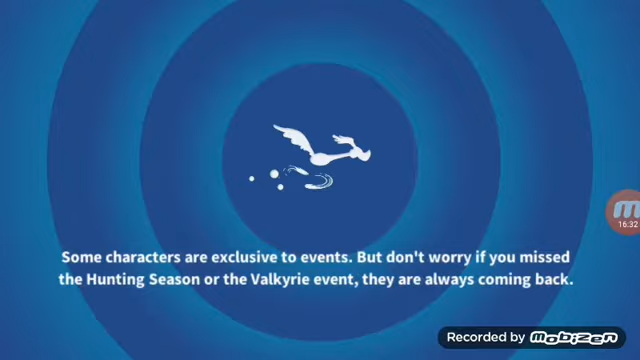 Some characters are exclusive to events. But don't worry if you missed
the Hunting Season or the Valkyrie event, they are always coming back.
16:32
Recorded by mobizen